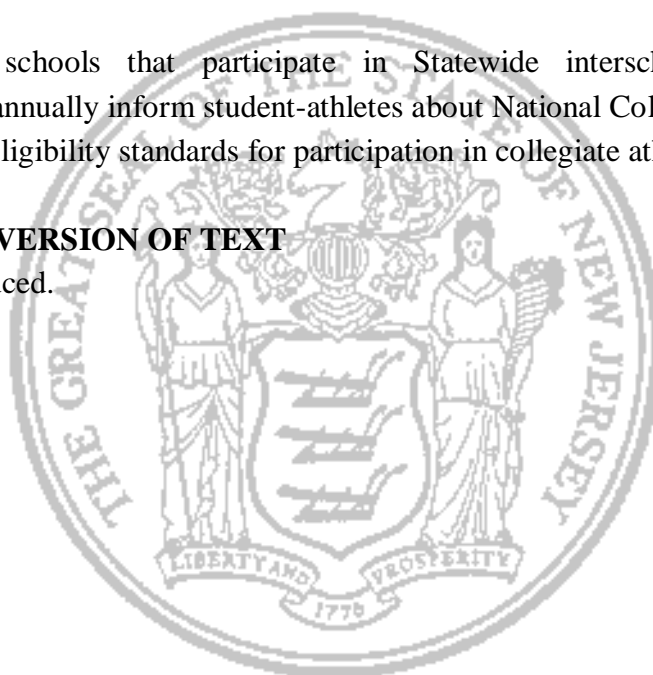 schools that participate in Statewide intersc
annually inform student-athletes about National Col
ligibility standards for participation in collegiate at
VERSION OF TEXT
ced.
THE GREAT SEAL OF THE STATE OF NEW JERSEY
LIBERTY AND PROSPERITY
1776